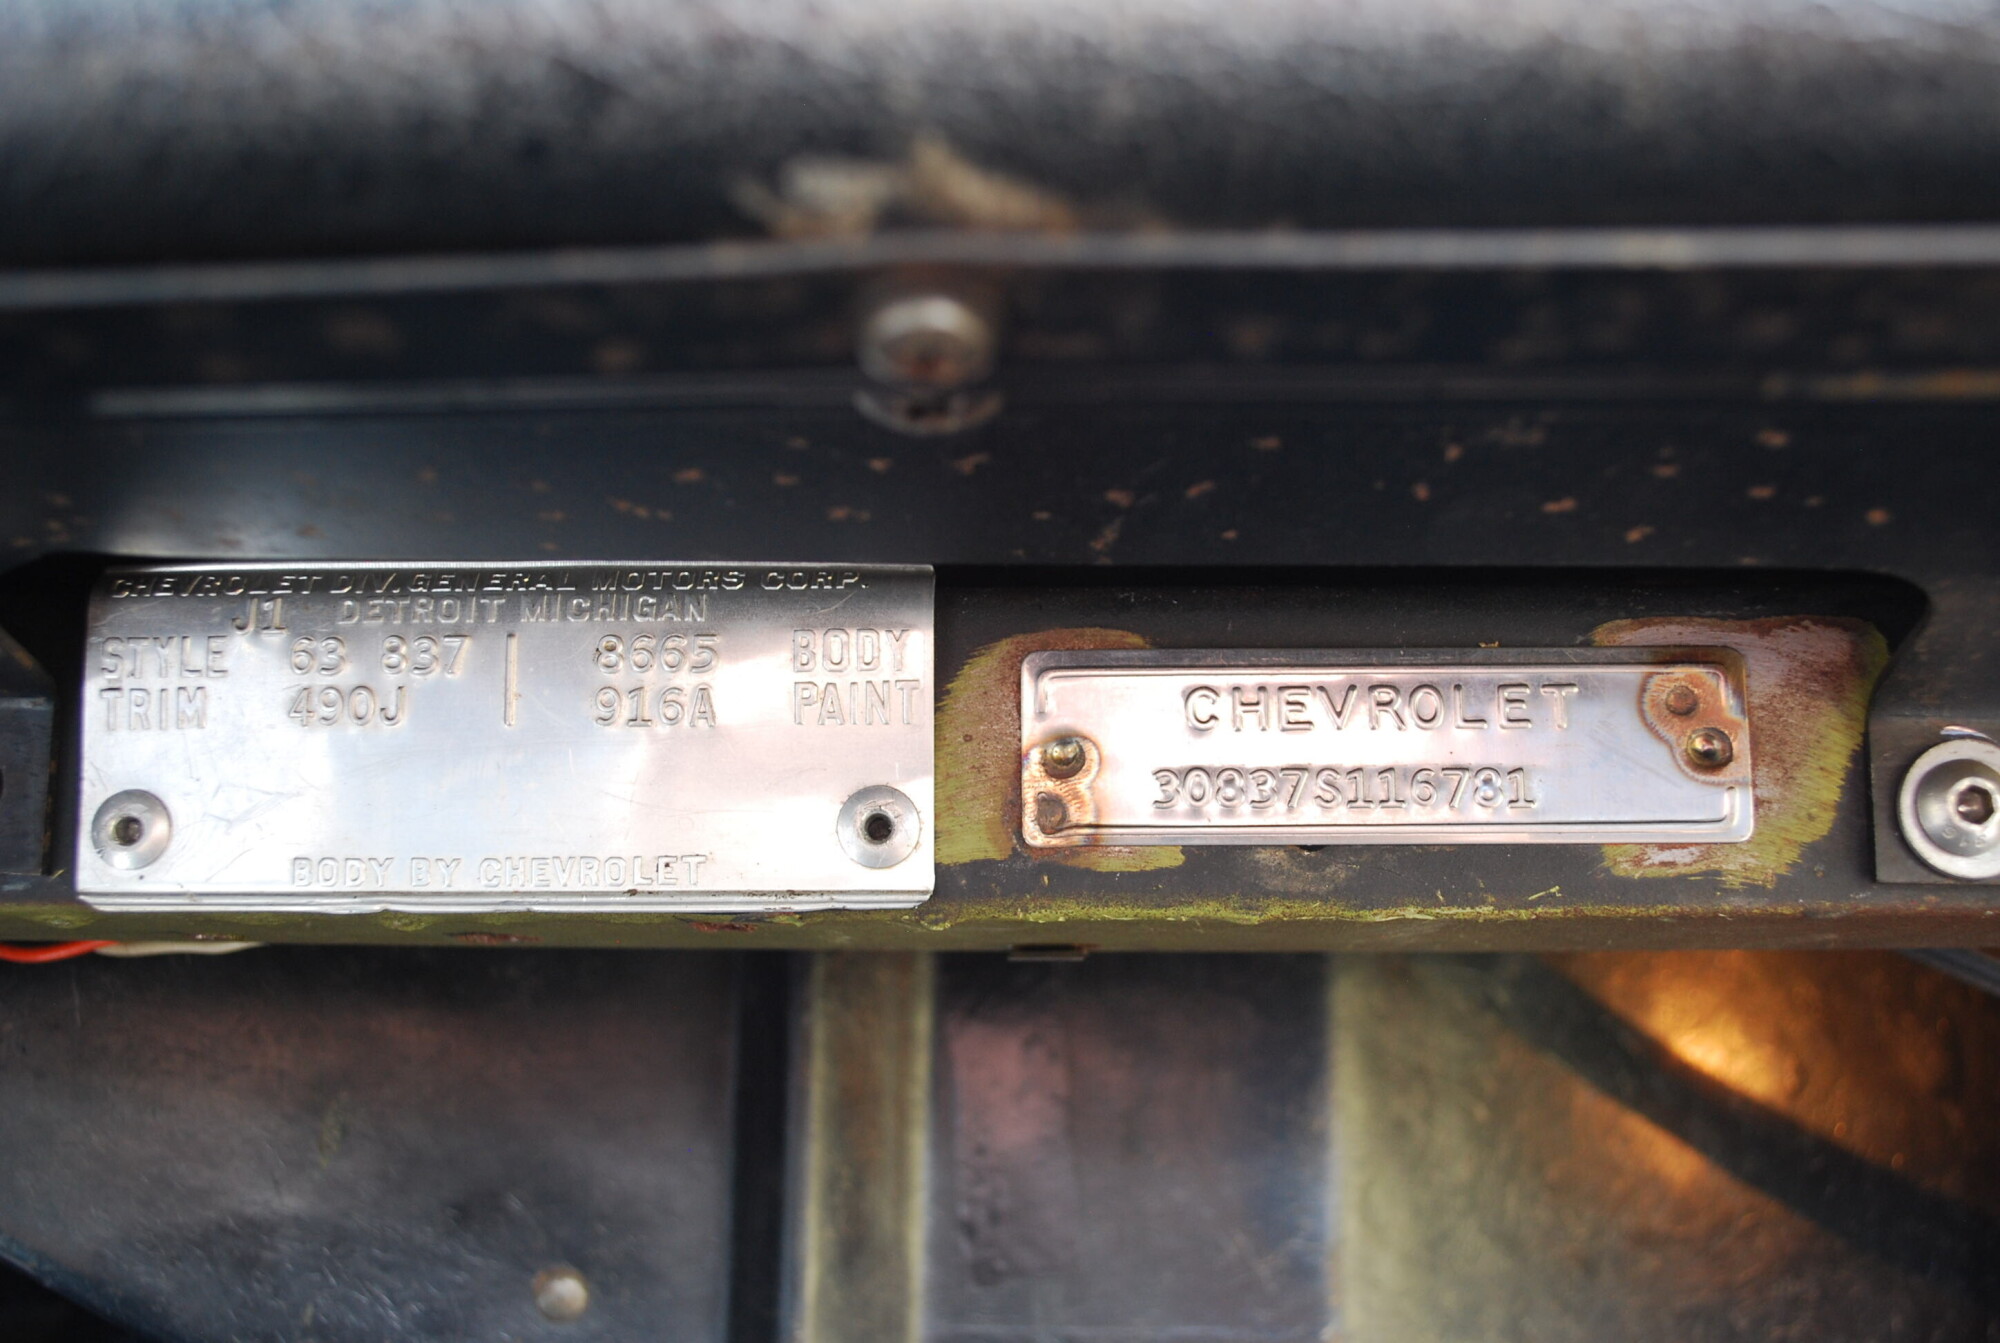 CHEVROLET DIV. GENERAL MOTORS CORP.
J1 DETROIT MICHIGAN
STYLE 63 837 | 8665 BODY
TRIM 490J | 916A PAINT
BODY BY CHEVROLET
CHEVROLET
30837S116781